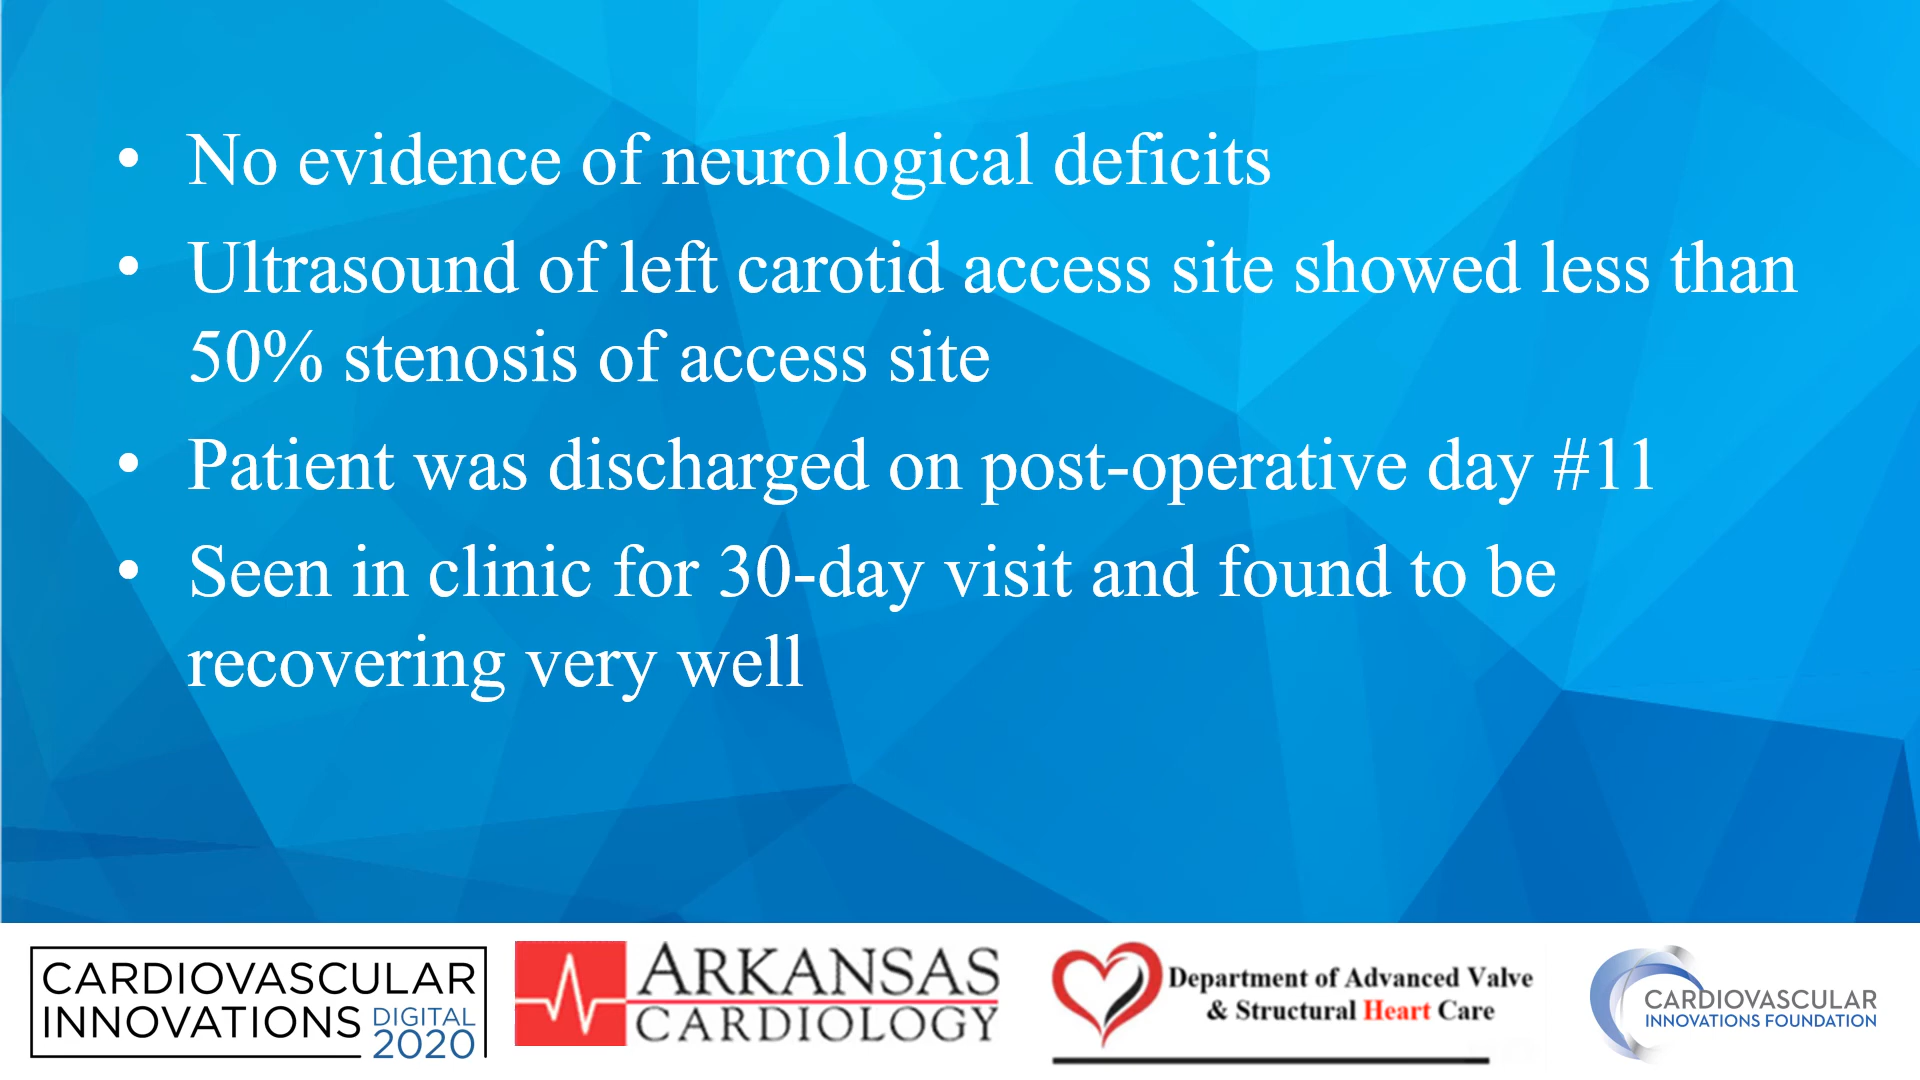 • No evidence of neurological deficits
• Ultrasound of left carotid access site showed less than
50% stenosis of access site
• Patient was discharged on post-operative day #11
• Seen in clinic for 30-day visit and found to be
recovering very well
CARDIOVASCULAR
INNOVATIONS DIGITAL
2020
ARKANSAS
CARDIOLOGY
Department of Advanced Valve
& Structural Heart Care
CARDIOVASCULAR
INNOVATIONS FOUNDATION